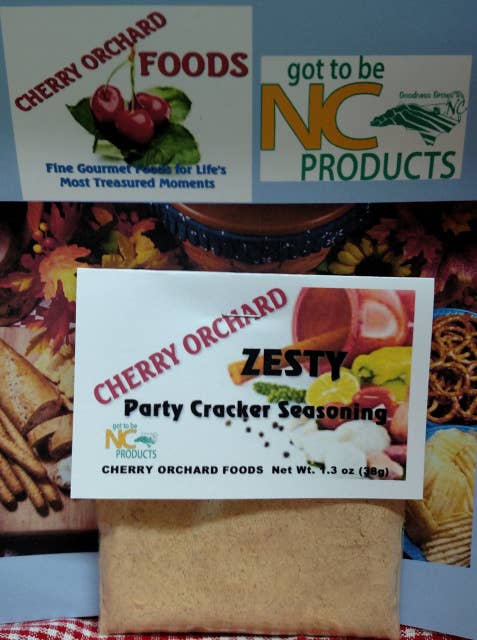 CHERRY ORCHARD
FOODS
Fine Gourmet Foods for Life's
Most Treasured Moments
got to be
NC
Goodness Grows
NC
PRODUCTS
CHERRY ORCHARD
ZESTY
Party Cracker Seasoning
got to be
NC
PRODUCTS
CHERRY ORCHARD FOODS Net Wt. 1.3 oz (38g)